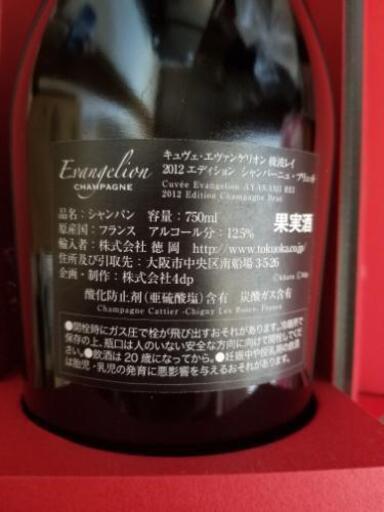 Evangelion
CHAMPAGNE
キュヴェ・エヴァンゲリオン 綾波レイ
2012 エディション シャンパーニュ・ブリュット
Cuvée Evangelion AYANAMI REI
2012 Edition Champagne Brut
品名：シャンパン 容量：750ml
原産国：フランス アルコール分：12.5%
果実酒
輸入者：株式会社 徳岡 http://www.tokuoka.co.jp/
住所及び引取先：大阪市中央区南船場 3-5-26
企画・制作：株式会社 4dp
©khara
酸化防止剤（亜硫酸塩）含有 炭酸ガス含有
Champagne Cattier -Chigny Les Roses- France
●開栓時にガス圧で栓が飛び出すおそれがあります。冷暗所で
保存の上、瓶口は人のいない安全な方向に向けて開栓してくだ
さい。●飲酒は20歳になってから。●妊娠中や授乳期の飲酒
は胎児・乳児の発育に悪影響を与えるおそれがあります。